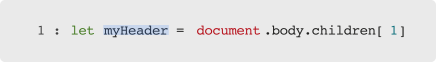 1 : let myHeader = document.body.children[ 1]